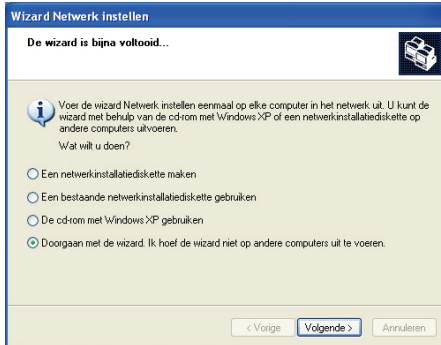 Wizard Netwerk instellen
De wizard is bijna voltooid...
Voer de wizard Netwerk instellen eenmaal op elke computer in het netwerk uit. U kunt de
wizard met behulp van de cd-rom met Windows XP of een netwerkinstallatiediskette op
andere computers uitvoeren.
Wat wilt u doen?
Een netwerkinstallatiediskette maken
Een bestaande netwerkinstallatiediskette gebruiken
De cd-rom met Windows XP gebruiken
Doorgaan met de wizard. Ik hoef de wizard niet op andere computers uit te voeren.
< Vorige Volgende > Annuleren